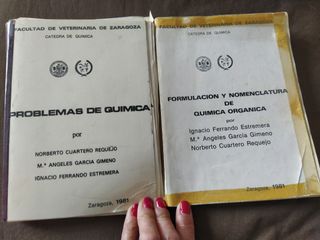 FACULTAD DE VETERINARIA DE ZARAGOZA
CATEDRA DE QUIMICA
PROBLEMAS DE QUIMICA
por
NORBERTO CUARTERO REQUEJO
M.ª ANGELES GARCIA GIMENO
IGNACIO FERRANDO ESTREMERA
Zaragoza, 1981
FACULTAD DE VETERINARIA DE ZARAGOZA
CATEDRA DE QUIMICA
FORMULACION Y NOMENCLATURA
DE
QUIMICA ORGANICA
por
Ignacio Ferrando Estremera
M.ª Angeles García Gimeno
Norberto Cuartero Requejo
Zaragoza, 1981